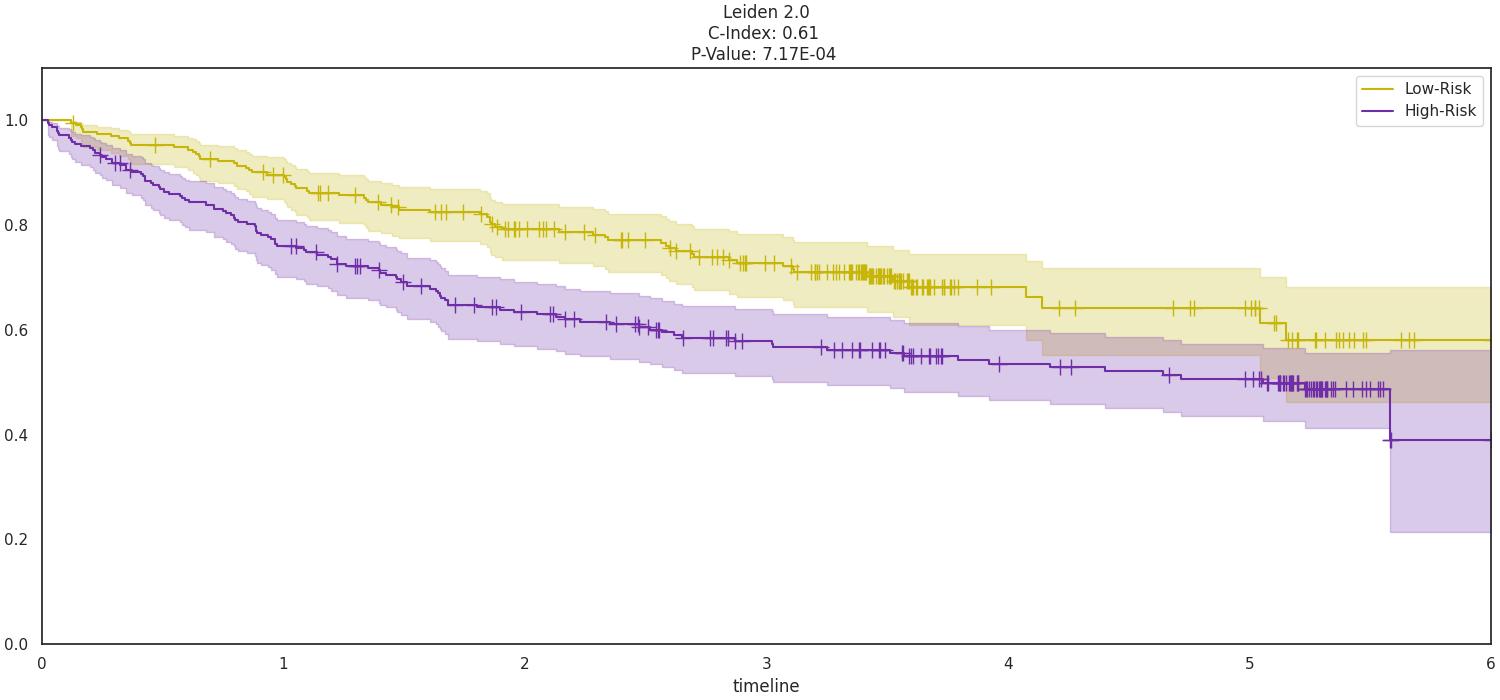 Leiden 2.0
C-Index: 0.61
P-Value: 7.17E-04
Low-Risk
High-Risk
1.0
0.8
0.6
0.4
0.2
0.0
0 1 2 3 4 5 6
timeline